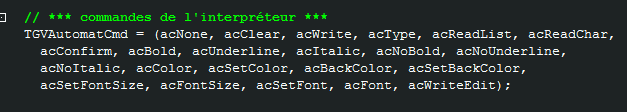 // *** commandes de l'interpréteur ***
TGVAutomatCmd = (acNone, acClear, acWrite, acType, acReadList, acReadChar,
acConfirm, acBold, acUnderline, acItalic, acNoBold, acNoUnderline,
acNoItalic, acColor, acSetColor, acBackColor, acSetBackColor,
acSetFontSize, acFontSize, acSetFont, acFont, acWriteEdit);